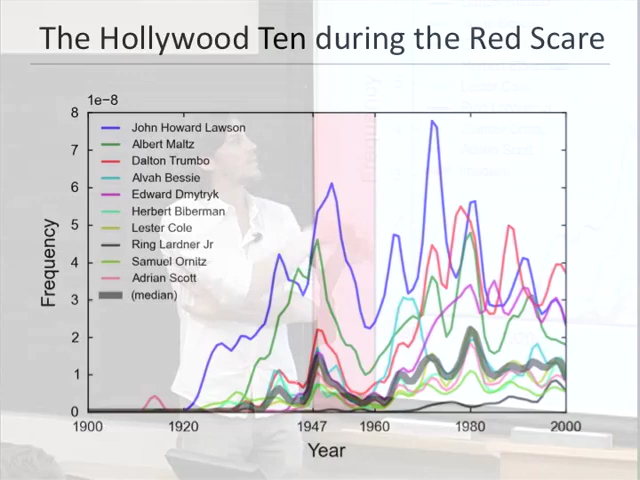 The Hollywood Ten during the Red Scare
1e−8
8
7
6
5
4
3
2
1
0
Frequency
John Howard Lawson
Albert Maltz
Dalton Trumbo
Alvah Bessie
Edward Dmytryk
Herbert Biberman
Lester Cole
Ring Lardner Jr
Samuel Ornitz
Adrian Scott
(median)
1900 1920 1947 1960 1980 2000
Year